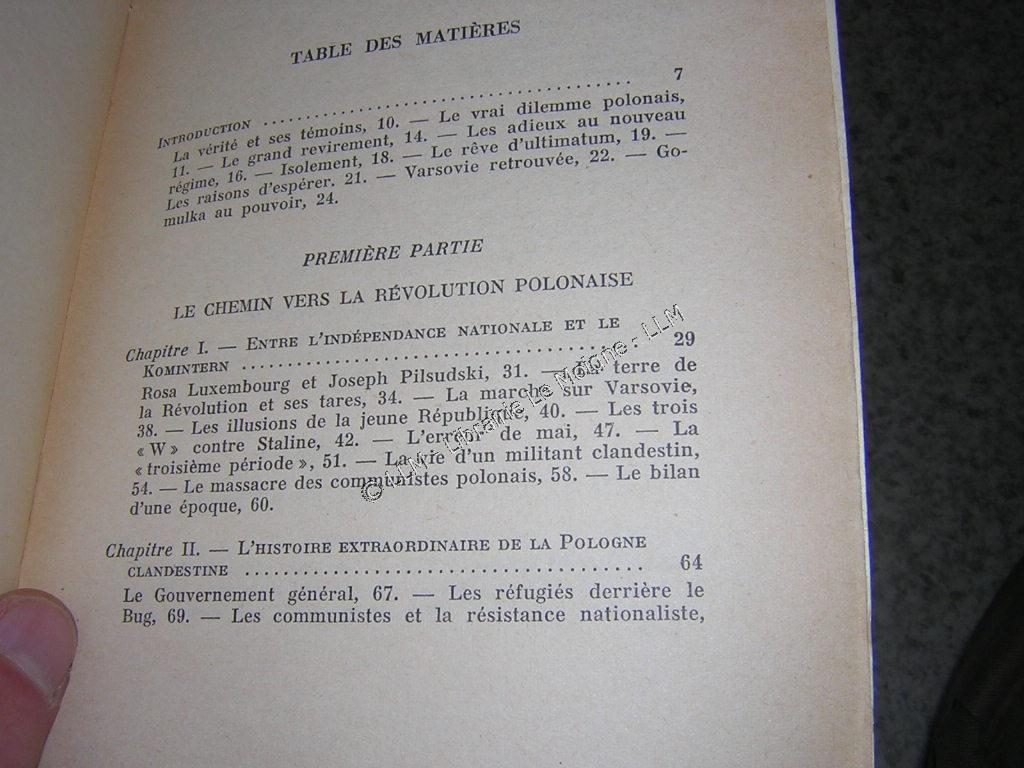 TABLE DES MATIÈRES
INTRODUCTION ........................................ 7
La vérité et ses témoins, 10. — Le vrai dilemme polonais,
11. — Le grand revirement, 14. — Les adieux au nouveau
régime, 16. — Isolement, 18. — Le rêve d'ultimatum, 19. —
Les raisons d'espérer. 21. — Varsovie retrouvée, 22. — Go-
mulka au pouvoir, 24.
PREMIÈRE PARTIE
LE CHEMIN VERS LA RÉVOLUTION POLONAISE
Chapitre I. — ENTRE L'INDÉPENDANCE NATIONALE ET LE
KOMINTERN ........................................ 29
Rosa Luxembourg et Joseph Pilsudski, 31. — La terre de
la Révolution et ses tares, 34. — La marche sur Varsovie,
38. — Les illusions de la jeune République, 40. — Les trois
« W » contre Staline, 42. — L'erreur de mai, 47. — La
« troisième période », 51. — La vie d'un militant clandestin,
54. — Le massacre des communistes polonais, 58. — Le bilan
d'une époque, 60.
Chapitre II. — L'HISTOIRE EXTRAORDINAIRE DE LA POLOGNE
CLANDESTINE ........................................ 64
Le Gouvernement général, 67. — Les réfugiés derrière le
Bug, 69. — Les communistes et la résistance nationaliste,
© LLM - Librairie Le Moigne - LLM